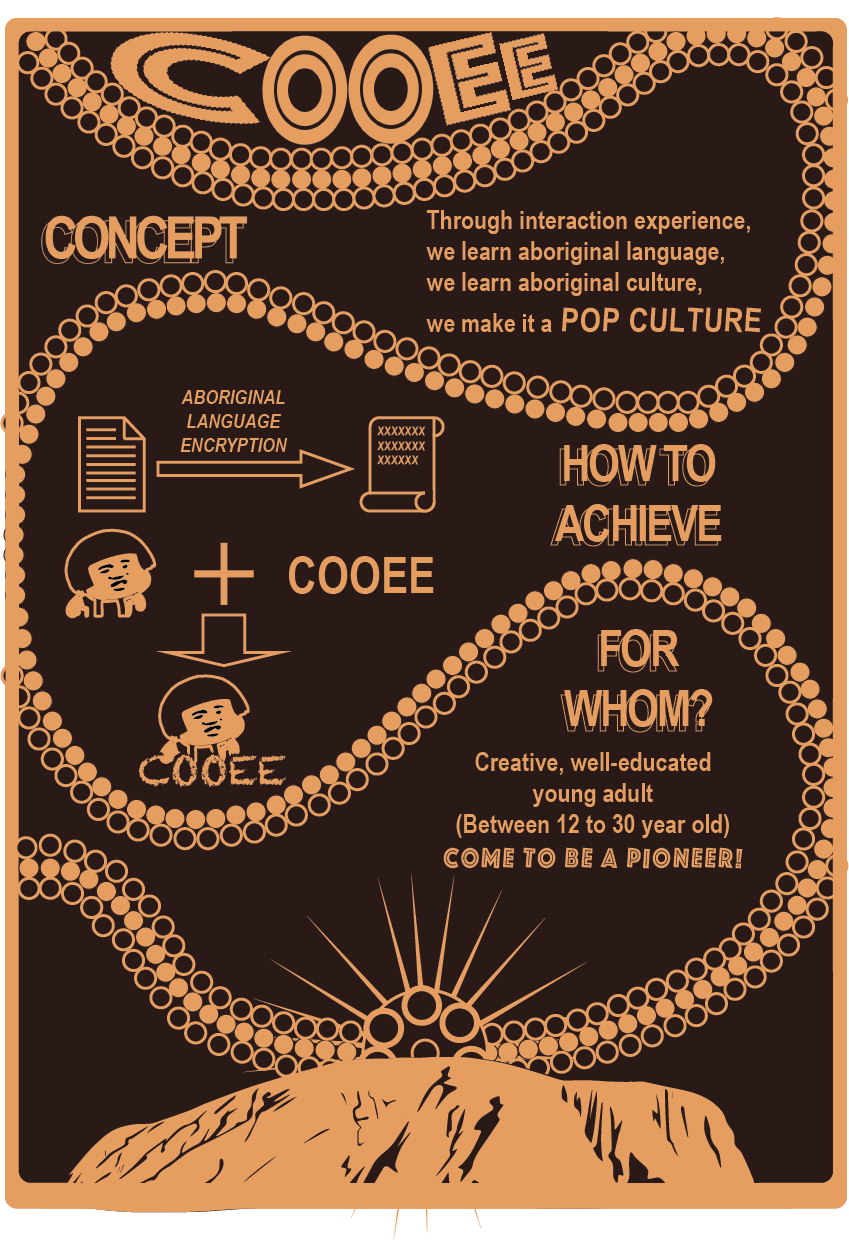 COOEE
CONCEPT
Through interaction experience,
we learn aboriginal language,
we learn aboriginal culture,
we make it a POP CULTURE
ABORIGINAL
LANGUAGE
ENCRYPTION
XXXXXXX
XXXXXXX
XXXXXX
HOW TO
ACHIEVE
+ COOEE
COOEE
FOR
WHOM?
Creative, well-educated
young adult
(Between 12 to 30 year old)
COME TO BE A PIONEER!